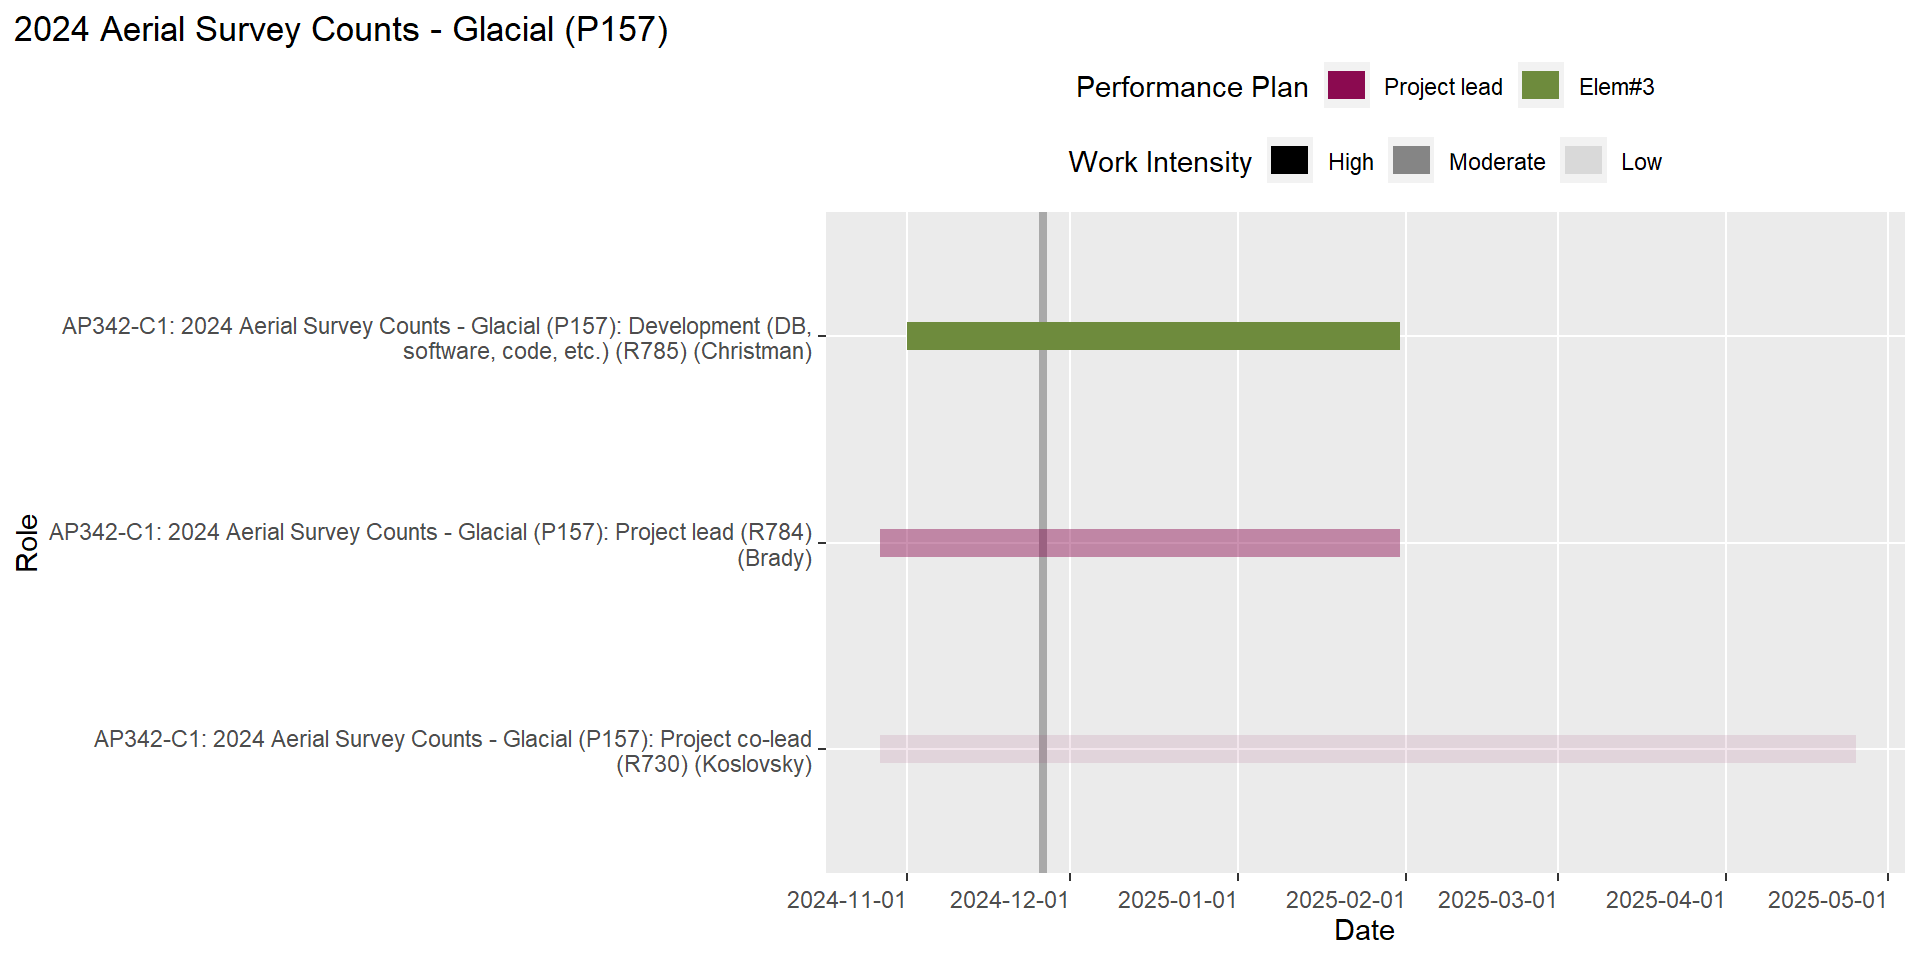 2024 Aerial Survey Counts - Glacial (P157)
Performance Plan Project lead Elem#3
Work Intensity High Moderate Low
AP342-C1: 2024 Aerial Survey Counts - Glacial (P157): Development (DB,
software, code, etc.) (R785) (Christman)
Role
AP342-C1: 2024 Aerial Survey Counts - Glacial (P157): Project lead (R784)
(Brady)
AP342-C1: 2024 Aerial Survey Counts - Glacial (P157): Project co-lead
(R730) (Koslovsky)
2024-11-01 2024-12-01 2025-01-01 2025-02-01 2025-03-01 2025-04-01 2025-05-01
Date